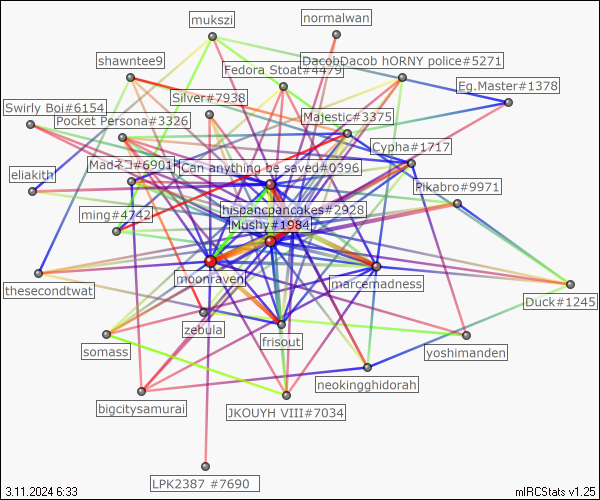 mukszi
normalwan
shawntee9
DacobDacob hORNY police#5271
Fedora Stoat#4479
Eg.Master#1378
Silver#7938
Swirly Boi#6154
Pocket Persona#3326
Majestic#3375
Cypha#1717
Madネコ#6901
Can anything be saved#0396
eliakith
Pikabro#9971
ming#4742
hispancpancakes#2928
Mushy#1984
moonraven
marcemadness
thesecondtwat
Duck#1245
zebula
frisout
somass
yoshimanden
neokingghidorah
bigcitysamurai
JKOUYH VIII#7034
LPK2387 #7690
3.11.2024 6:33
mIRCStats v1.25